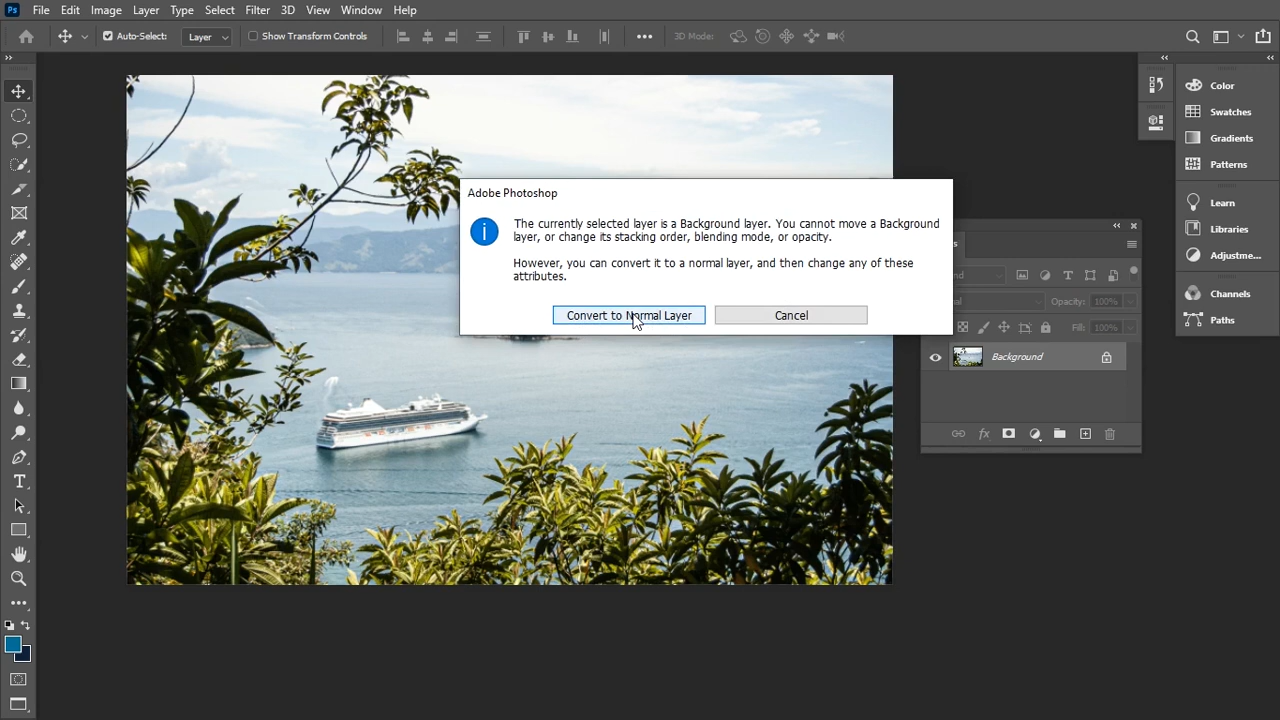 Ps File Edit Image Layer Type Select Filter 3D View Window Help
Auto-Select: Layer Show Transform Controls 3D Mode:
Color
Swatches
Gradients
Patterns
Learn
Libraries
Adjustme...
Channels
Paths
Adobe Photoshop
The currently selected layer is a Background layer. You cannot move a Background
layer, or change its stacking order, blending mode, or opacity.
However, you can convert it to a normal layer, and then change any of these
attributes.
Convert to Normal Layer Cancel
Opacity: 100%
Fill: 100%
Background
fx